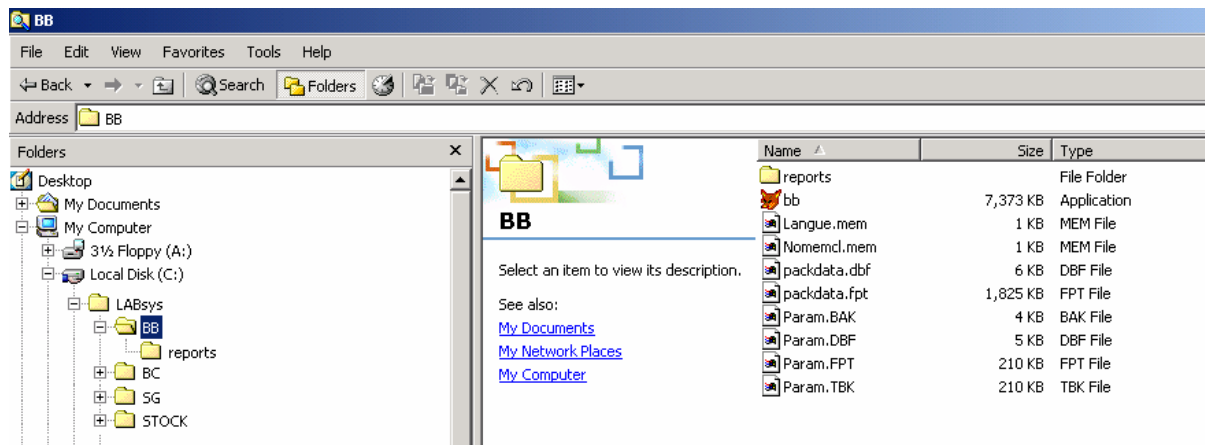 BB
File Edit View Favorites Tools Help
Back Search Folders
Address BB
Folders x
Desktop
My Documents
My Computer
3½ Floppy (A:)
Local Disk (C:)
LABsys
BB
reports
BC
SG
STOCK
BB
Select an item to view its description.
See also:
My Documents
My Network Places
My Computer
Name Size Type
reports File Folder
bb 7,373 KB Application
Langue.mem 1 KB MEM File
Nomemcl.mem 1 KB MEM File
packdata.dbf 6 KB DBF File
packdata.fpt 1,825 KB FPT File
Param.BAK 4 KB BAK File
Param.DBF 5 KB DBF File
Param.FPT 210 KB FPT File
Param.TBK 210 KB TBK File